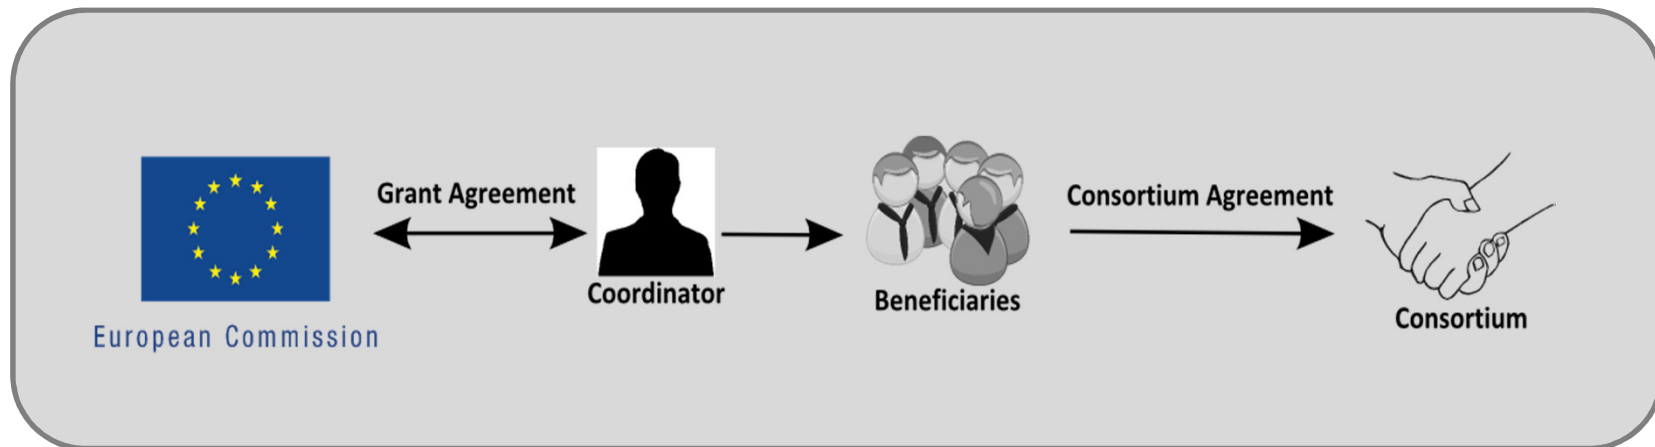 Grant Agreement
Consortium Agreement
Coordinator
Beneficiaries
Consortium
European Commission